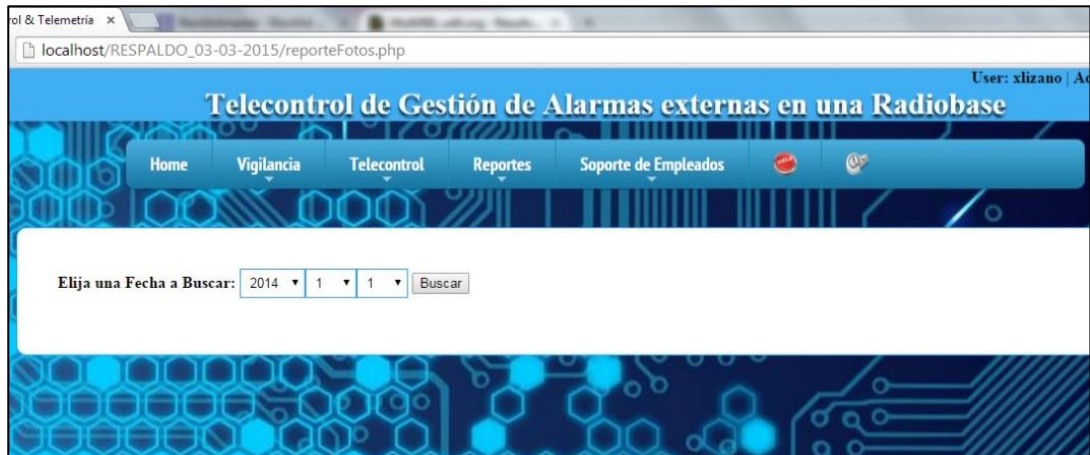 rol & Telemetría ×
localhost/RESPALDO_03-03-2015/reporteFotos.php
User: xlizano |
Telecontrol de Gestión de Alarmas externas en una Radiobase
Home Vigilancia Telecontrol Reportes Soporte de Empleados HELP
Elija una Fecha a Buscar: 2014 1 1 Buscar